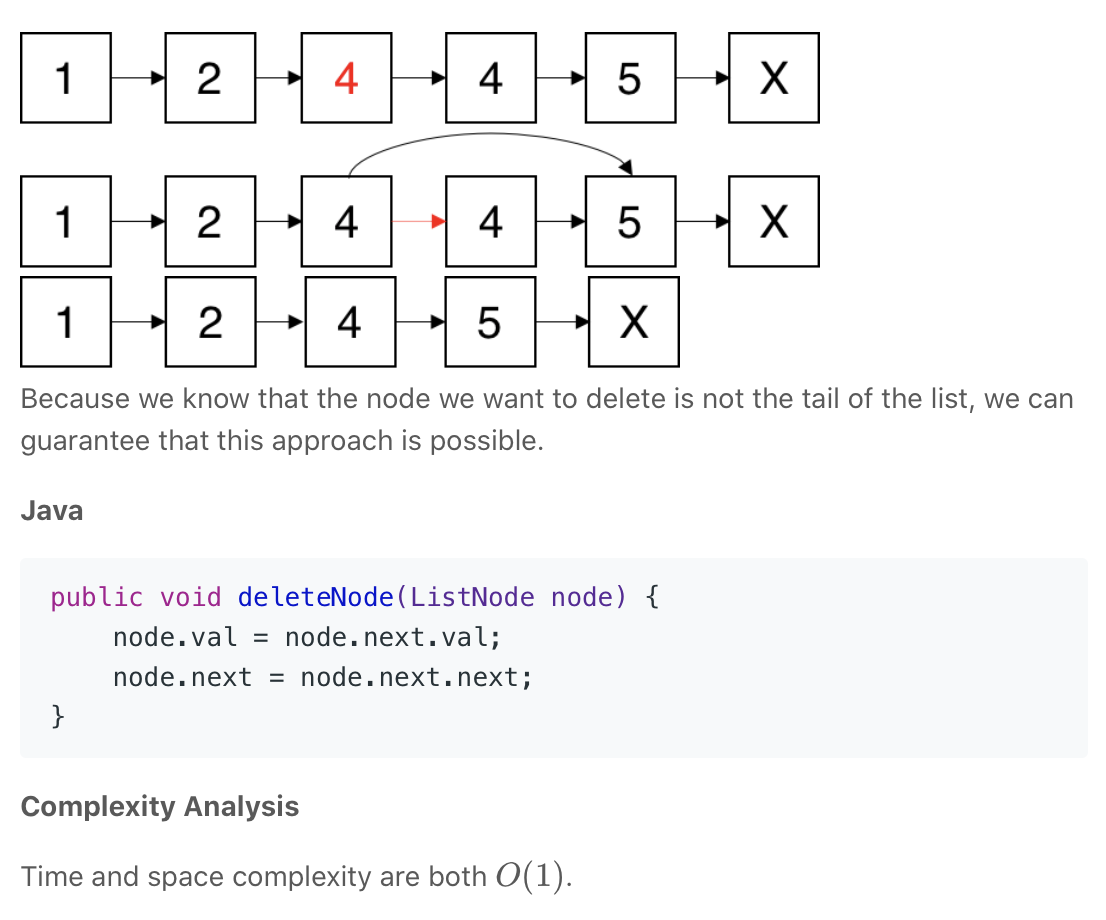 1 2 4 4 5 X
1 2 4 4 5 X
1 2 4 5 X
Because we know that the node we want to delete is not the tail of the list, we can
guarantee that this approach is possible.
Java
public void deleteNode(ListNode node) {
    node.val = node.next.val;
    node.next = node.next.next;
}
Complexity Analysis
Time and space complexity are both O(1).